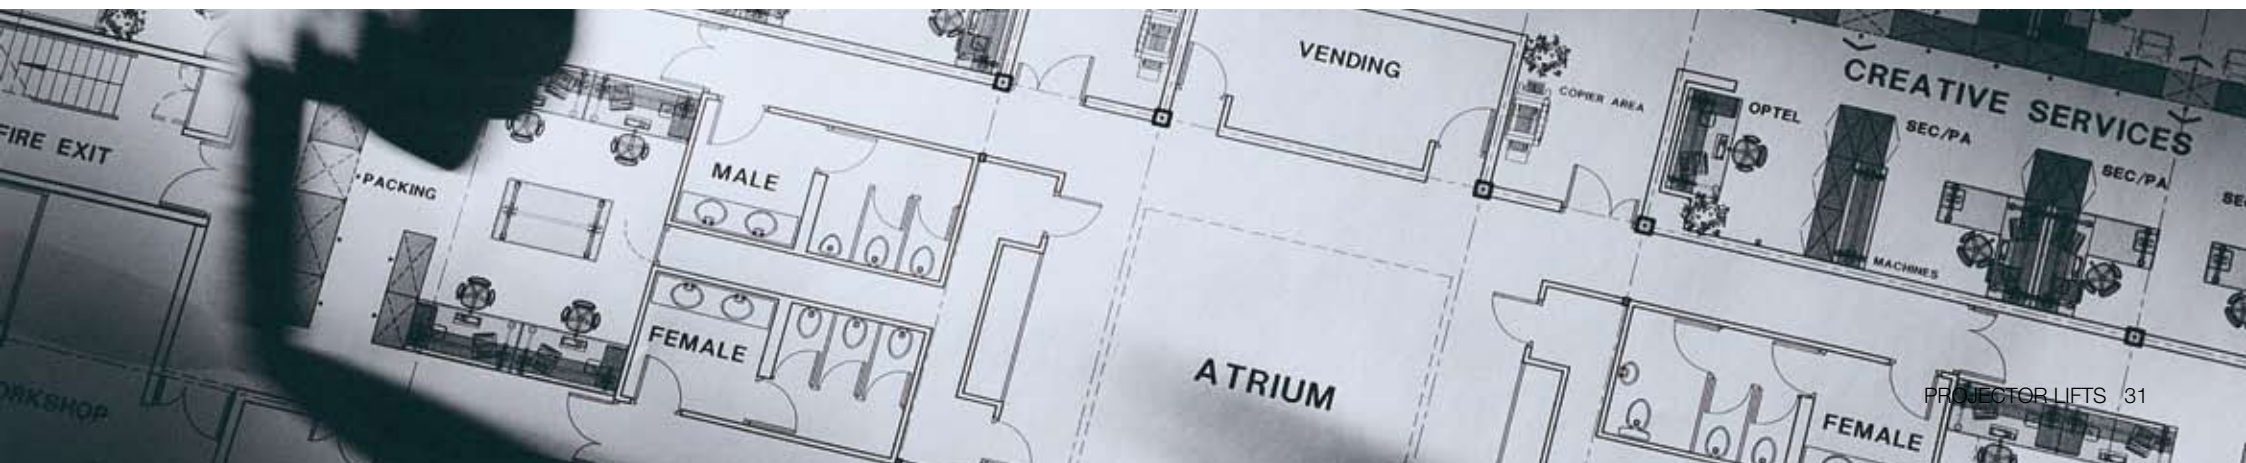 VENDING
CREATIVE SERVICES
COPIER AREA
OPTEL
SEC/PA
FIRE EXIT
SEC/PA
PACKING
MALE
MACHINES
FEMALE
ATRIUM
PROJECTOR LIFTS 31
FEMALE